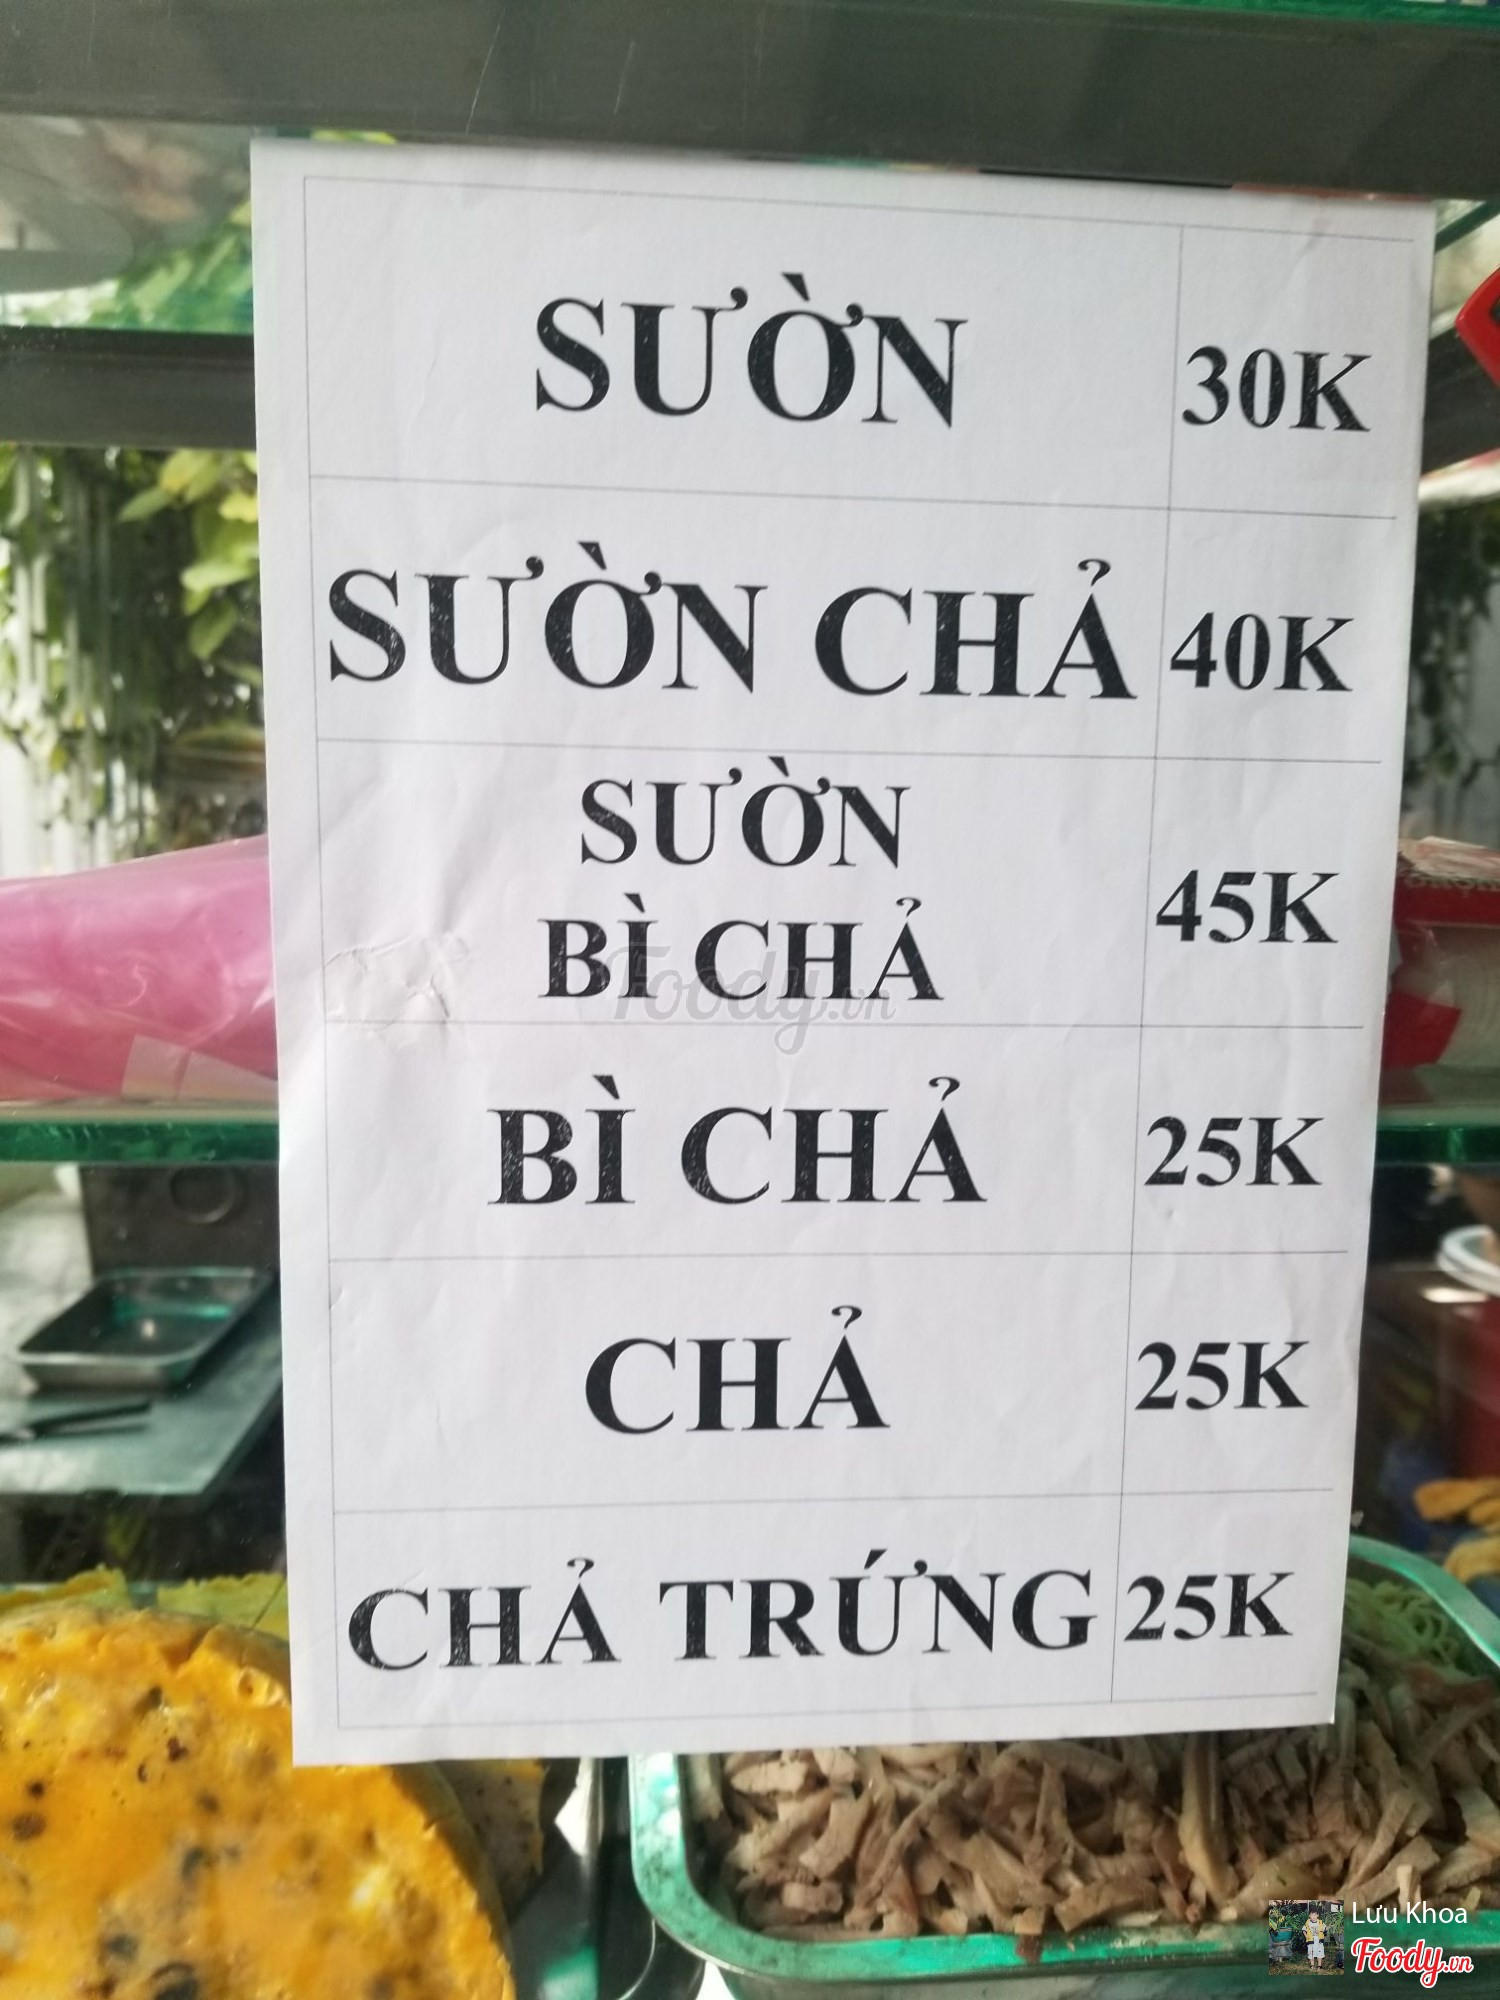 SƯỜN 30K
SƯỜN CHẢ 40K
SƯỜN
BÌ CHẢ 45K
BÌ CHẢ 25K
CHẢ 25K
CHẢ TRỨNG 25K
Foody.vn
Lưu Khoa
Foody.vn